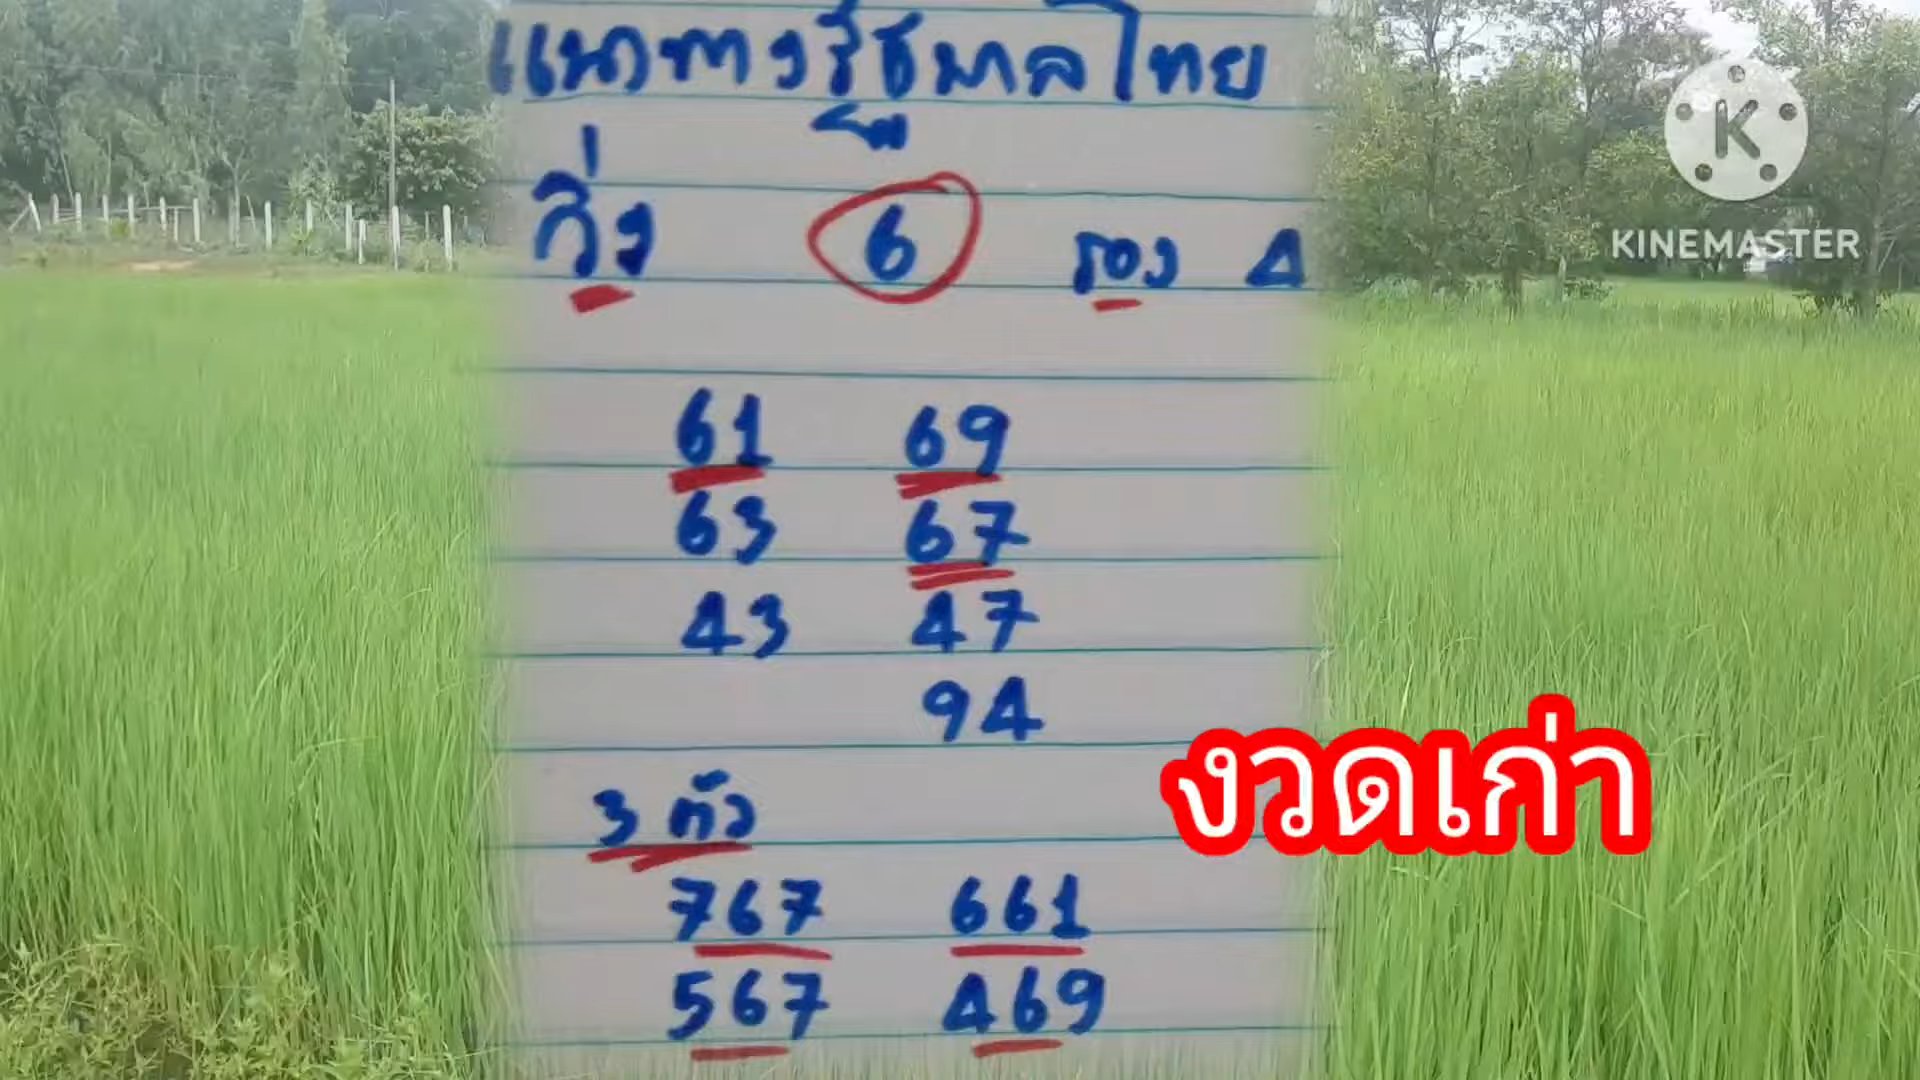 แนวทางรัฐบาลไทย
วิ่ง 6 รอง 4
61 69
63 67
43 47
94
3 ตัว
767 661
567 469
งวดเก่า
K
KINEMASTER